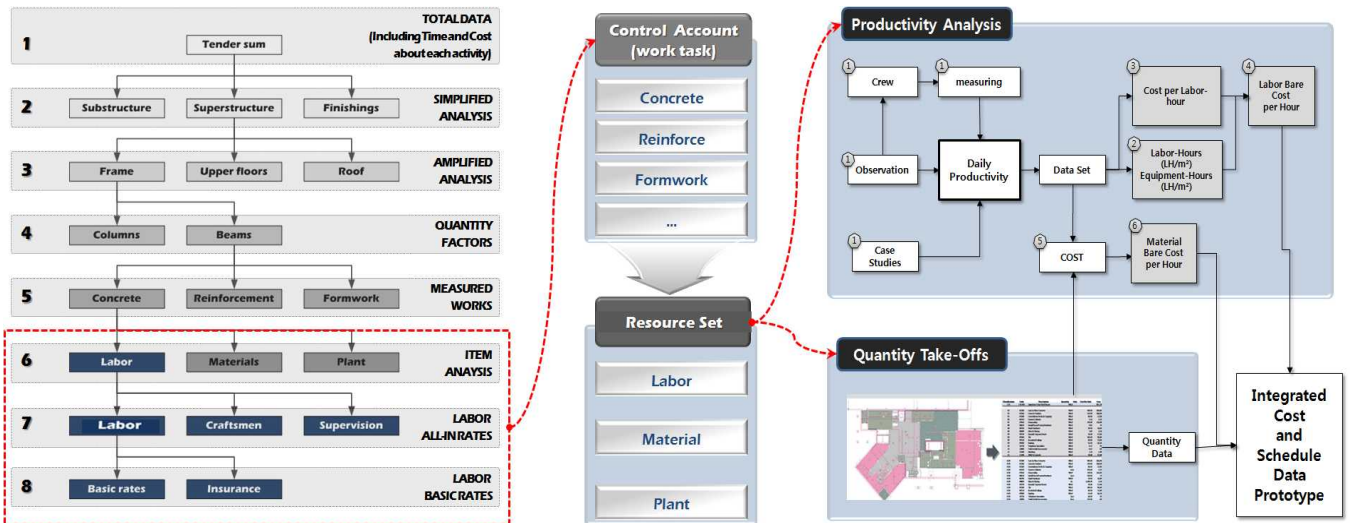 1
TOTAL DATA
(Including Time and Cost
about each activity)
Tender sum
2
SIMPLIFIED
ANALYSIS
Substructure
Superstructure
Finishings
3
AMPLIFIED
ANALYSIS
Frame
Upper floors
Roof
4
QUANTITY
FACTORS
Columns
Beams
5
MEASURED
WORKS
Concrete
Reinforcement
Formwork
6
ITEM
ANAYSIS
Labor
Materials
Plant
7
LABOR
ALL-IN RATES
Labor
Craftsmen
Supervision
8
LABOR
BASIC RATES
Basic rates
Insurance
Control Account
(work task)
Concrete
Reinforce
Formwork
...
Resource Set
Labor
Material
Plant
Productivity Analysis
1
Crew
1
measuring
1
Observation
Daily
Productivity
Data Set
1
Case
Studies
3
Cost per Labor-
hour
2
Labor-Hours
(LH/m²)
Equipment-Hours
(LH/m²)
4
Labor Bare
Cost
per Hour
5
COST
6
Material
Bare Cost
per Hour
Quantity Take-Offs
Quantity
Data
Integrated
Cost
and
Schedule
Data
Prototype